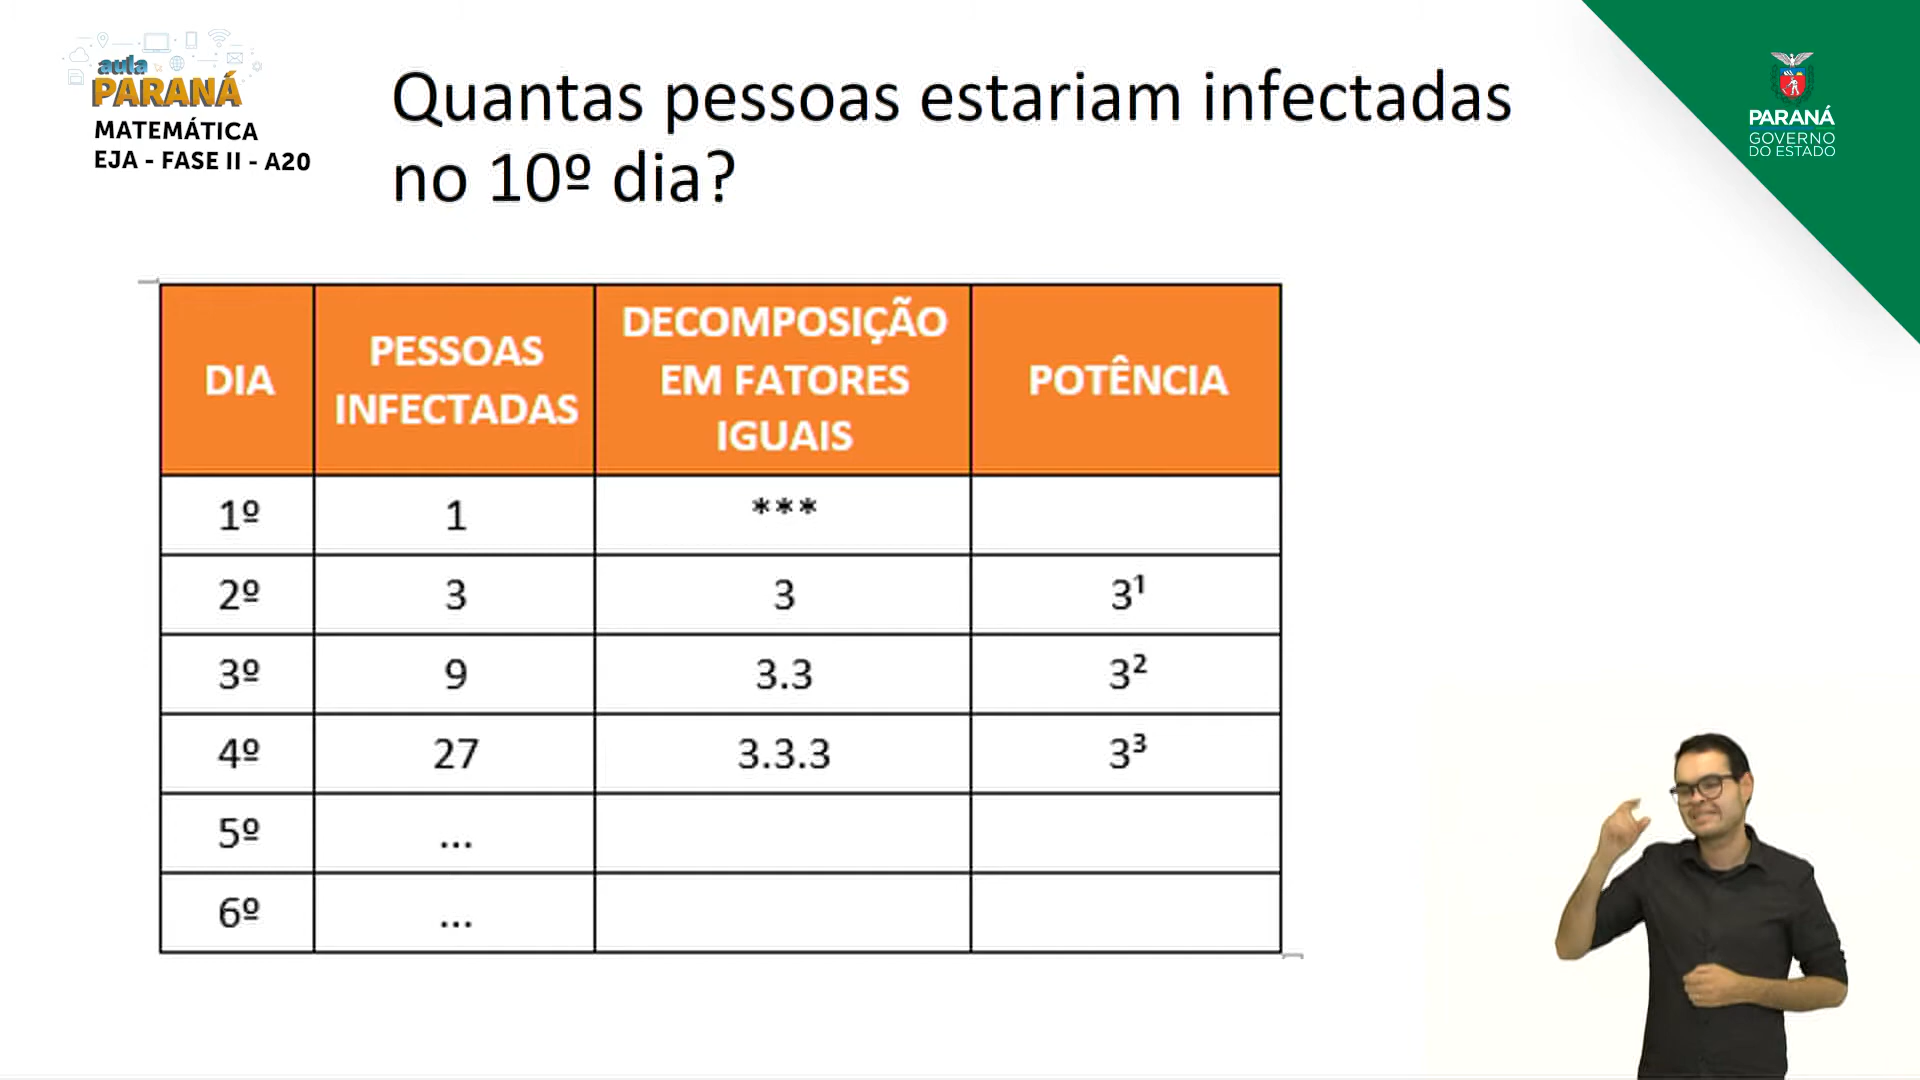 aula
PARANÁ
MATEMÁTICA
EJA - FASE II - A20
Quantas pessoas estariam infectadas
no 10º dia?
PARANÁ
GOVERNO
DO ESTADO
DIA
PESSOAS
INFECTADAS
DECOMPOSIÇÃO
EM FATORES
IGUAIS
POTÊNCIA
1º 1 ***
2º 3 3 3¹
3º 9 3.3 3²
4º 27 3.3.3 3³
5º ...
6º ...